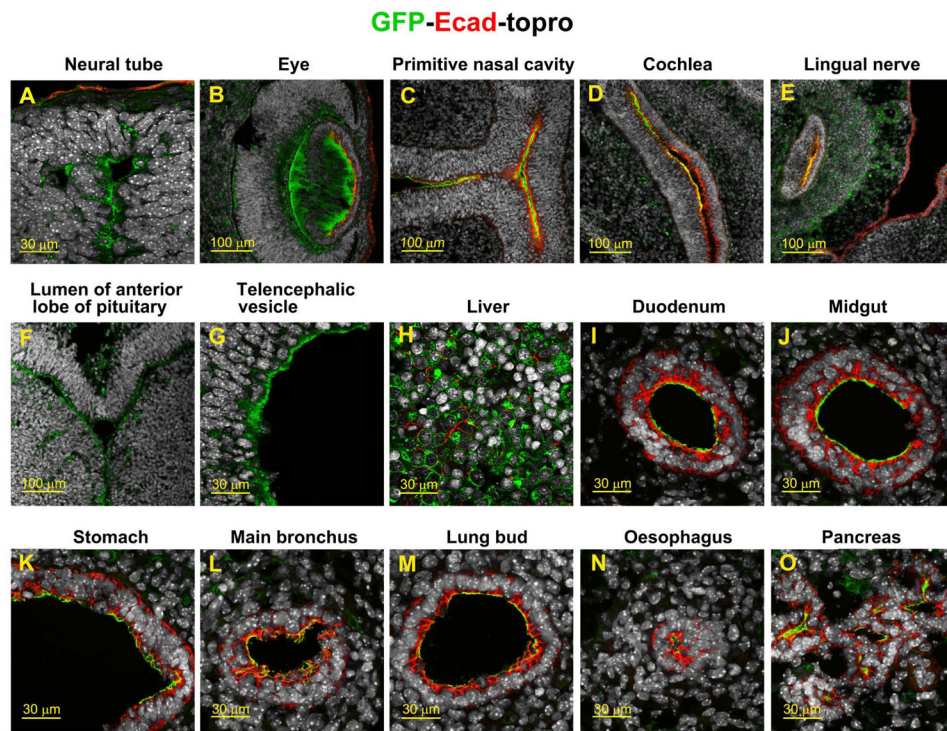 GFP-Ecad-topro
Neural tube
Eye
Primitive nasal cavity
Cochlea
Lingual nerve
A
B
C
D
E
30 µm
100 µm
100 µm
100 µm
100 µm
Lumen of anterior
lobe of pituitary
Telencephalic
vesicle
Liver
Duodenum
Midgut
F
G
H
I
J
100 µm
30 µm
30 µm
30 µm
30 µm
Stomach
Main bronchus
Lung bud
Oesophagus
Pancreas
K
L
M
N
O
30 µm
30 µm
30 µm
30 µm
30 µm